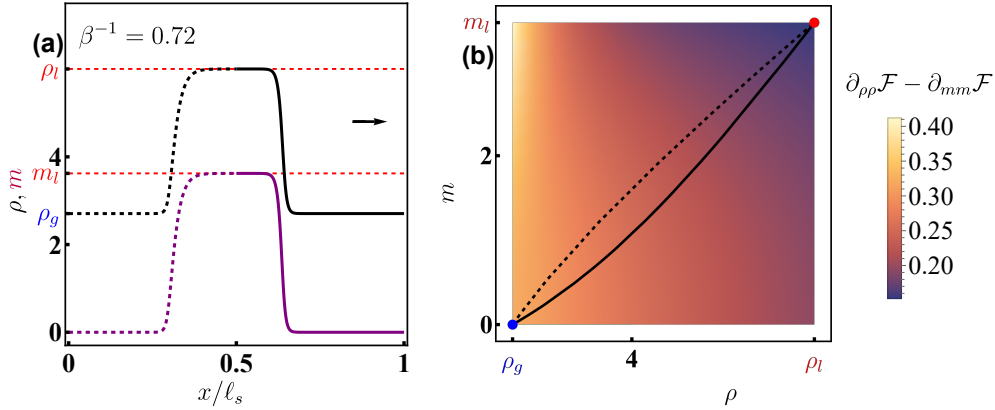 (a)
β⁻¹ = 0.72
ρ_l
4
m_l
ρ_g
2
0
ρ, m
0
0.5
1
x/ℓ_s
(b)
m_l
2
0
m
ρ_g
4
ρ_l
ρ
∂_ρρ𝓕 − ∂_mm𝓕
0.40
0.35
0.30
0.25
0.20